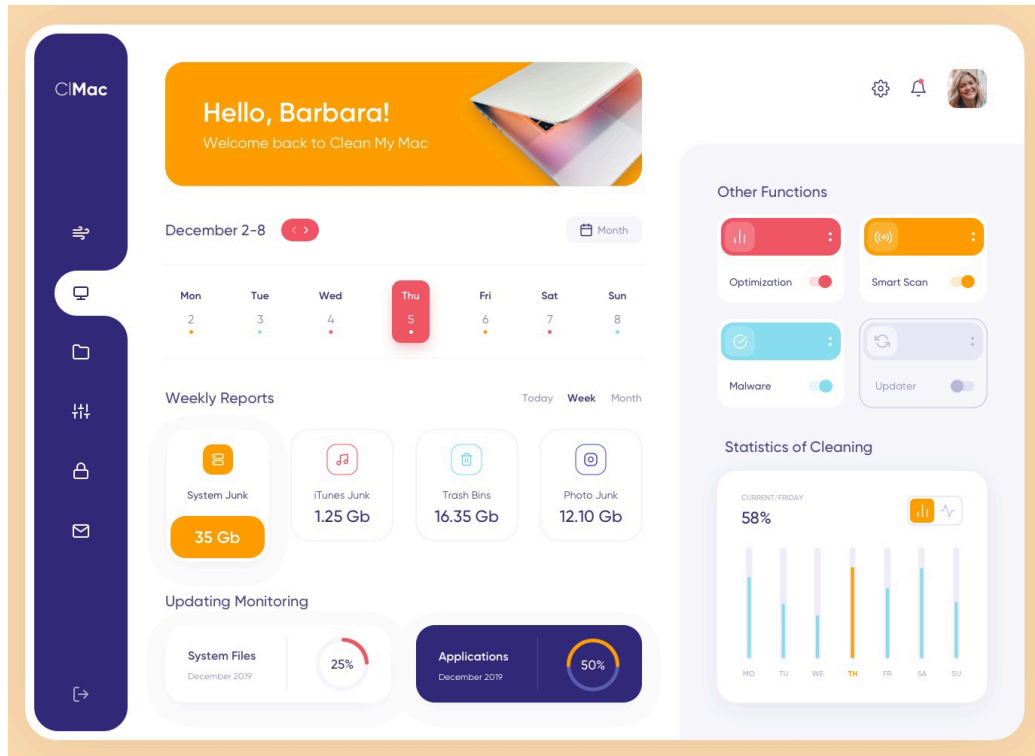 ClMac
Hello, Barbara!
Welcome back to Clean My Mac
December 2-8
Month
Mon Tue Wed Thu Fri Sat Sun
2 3 4 5 6 7 8
Weekly Reports
Today Week Month
System Junk
35 Gb
iTunes Junk
1.25 Gb
Trash Bins
16.35 Gb
Photo Junk
12.10 Gb
Updating Monitoring
System Files
December 2019
25%
Applications
December 2019
50%
Other Functions
Optimization
Smart Scan
Malware
Updater
Statistics of Cleaning
CURRENT/FRIDAY
58%
MO TU WE TH FR SA SU